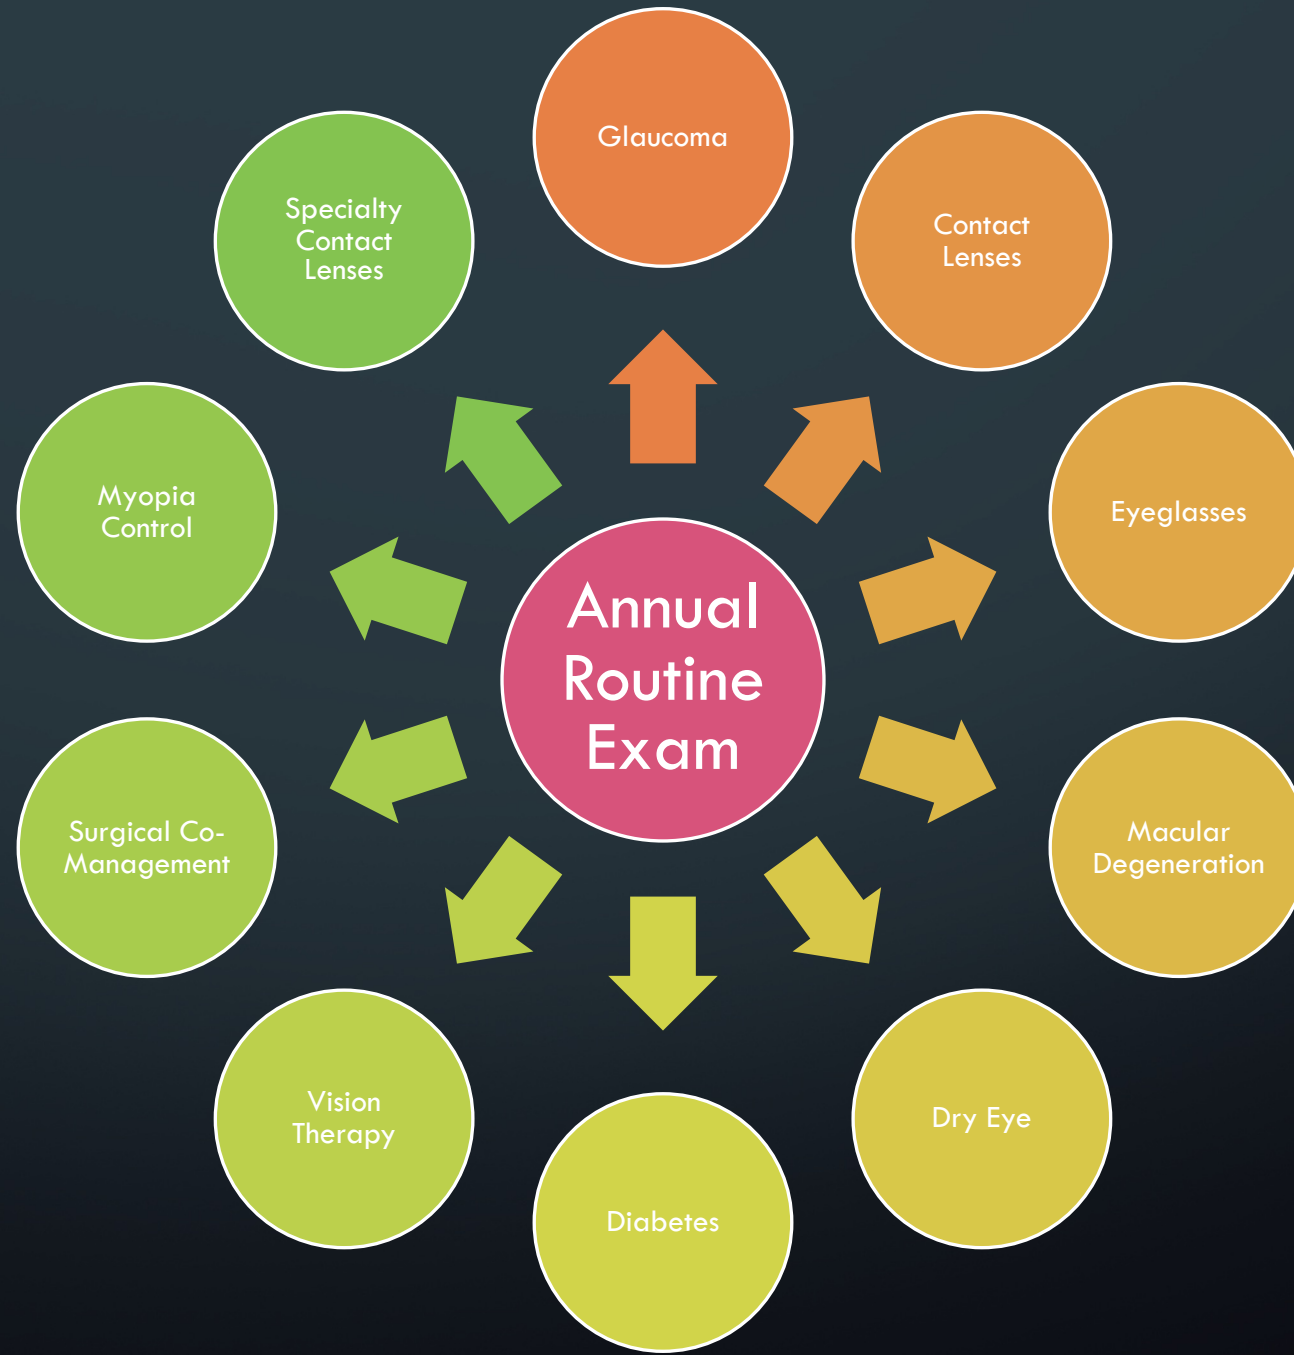 Glaucoma
Contact
Lenses
Eyeglasses
Macular
Degeneration
Dry Eye
Diabetes
Vision
Therapy
Surgical Co-
Management
Myopia
Control
Specialty
Contact
Lenses
Annual
Routine
Exam